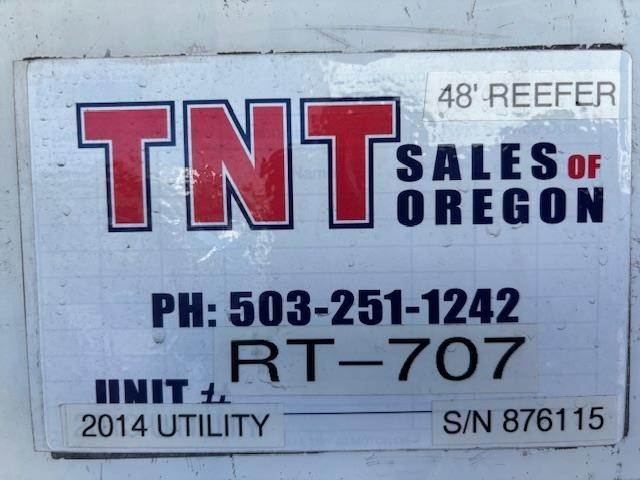 48' REEFER
TNT
SALES OF
OREGON
PH: 503-251-1242
RT-707
UNIT #
2014 UTILITY
S/N 876115